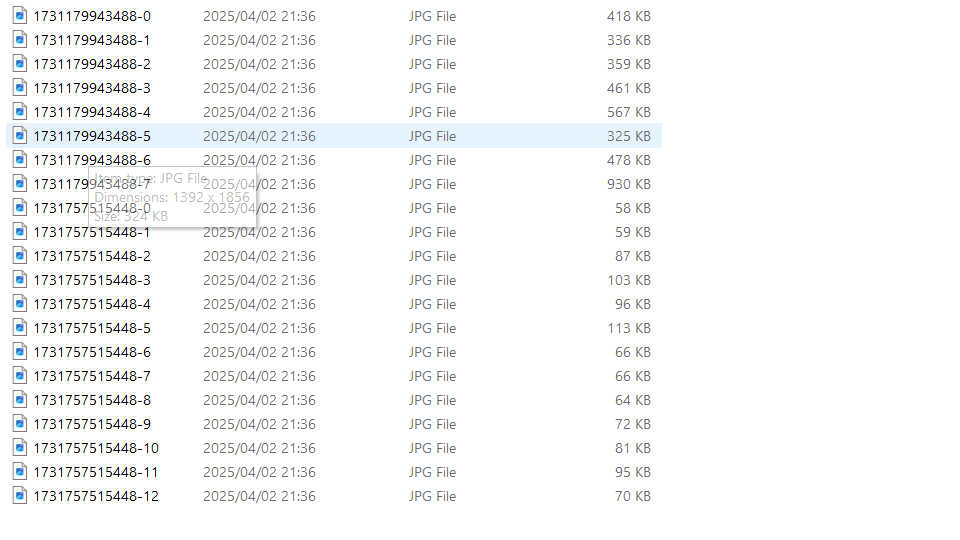 1731179943488-0 2025/04/02 21:36 JPG File 418 KB
1731179943488-1 2025/04/02 21:36 JPG File 336 KB
1731179943488-2 2025/04/02 21:36 JPG File 359 KB
1731179943488-3 2025/04/02 21:36 JPG File 461 KB
1731179943488-4 2025/04/02 21:36 JPG File 567 KB
1731179943488-5 2025/04/02 21:36 JPG File 325 KB
1731179943488-6 2025/04/02 21:36 JPG File 478 KB
Item type: JPG File
1731179943488-7 2025/04/02 21:36 JPG File 930 KB
Dimensions: 1392 x 1856
1731757515448-0 2025/04/02 21:36 JPG File 58 KB
Size: 324 KB
1731757515448-1 2025/04/02 21:36 JPG File 59 KB
1731757515448-2 2025/04/02 21:36 JPG File 87 KB
1731757515448-3 2025/04/02 21:36 JPG File 103 KB
1731757515448-4 2025/04/02 21:36 JPG File 96 KB
1731757515448-5 2025/04/02 21:36 JPG File 113 KB
1731757515448-6 2025/04/02 21:36 JPG File 66 KB
1731757515448-7 2025/04/02 21:36 JPG File 66 KB
1731757515448-8 2025/04/02 21:36 JPG File 64 KB
1731757515448-9 2025/04/02 21:36 JPG File 72 KB
1731757515448-10 2025/04/02 21:36 JPG File 81 KB
1731757515448-11 2025/04/02 21:36 JPG File 95 KB
1731757515448-12 2025/04/02 21:36 JPG File 70 KB